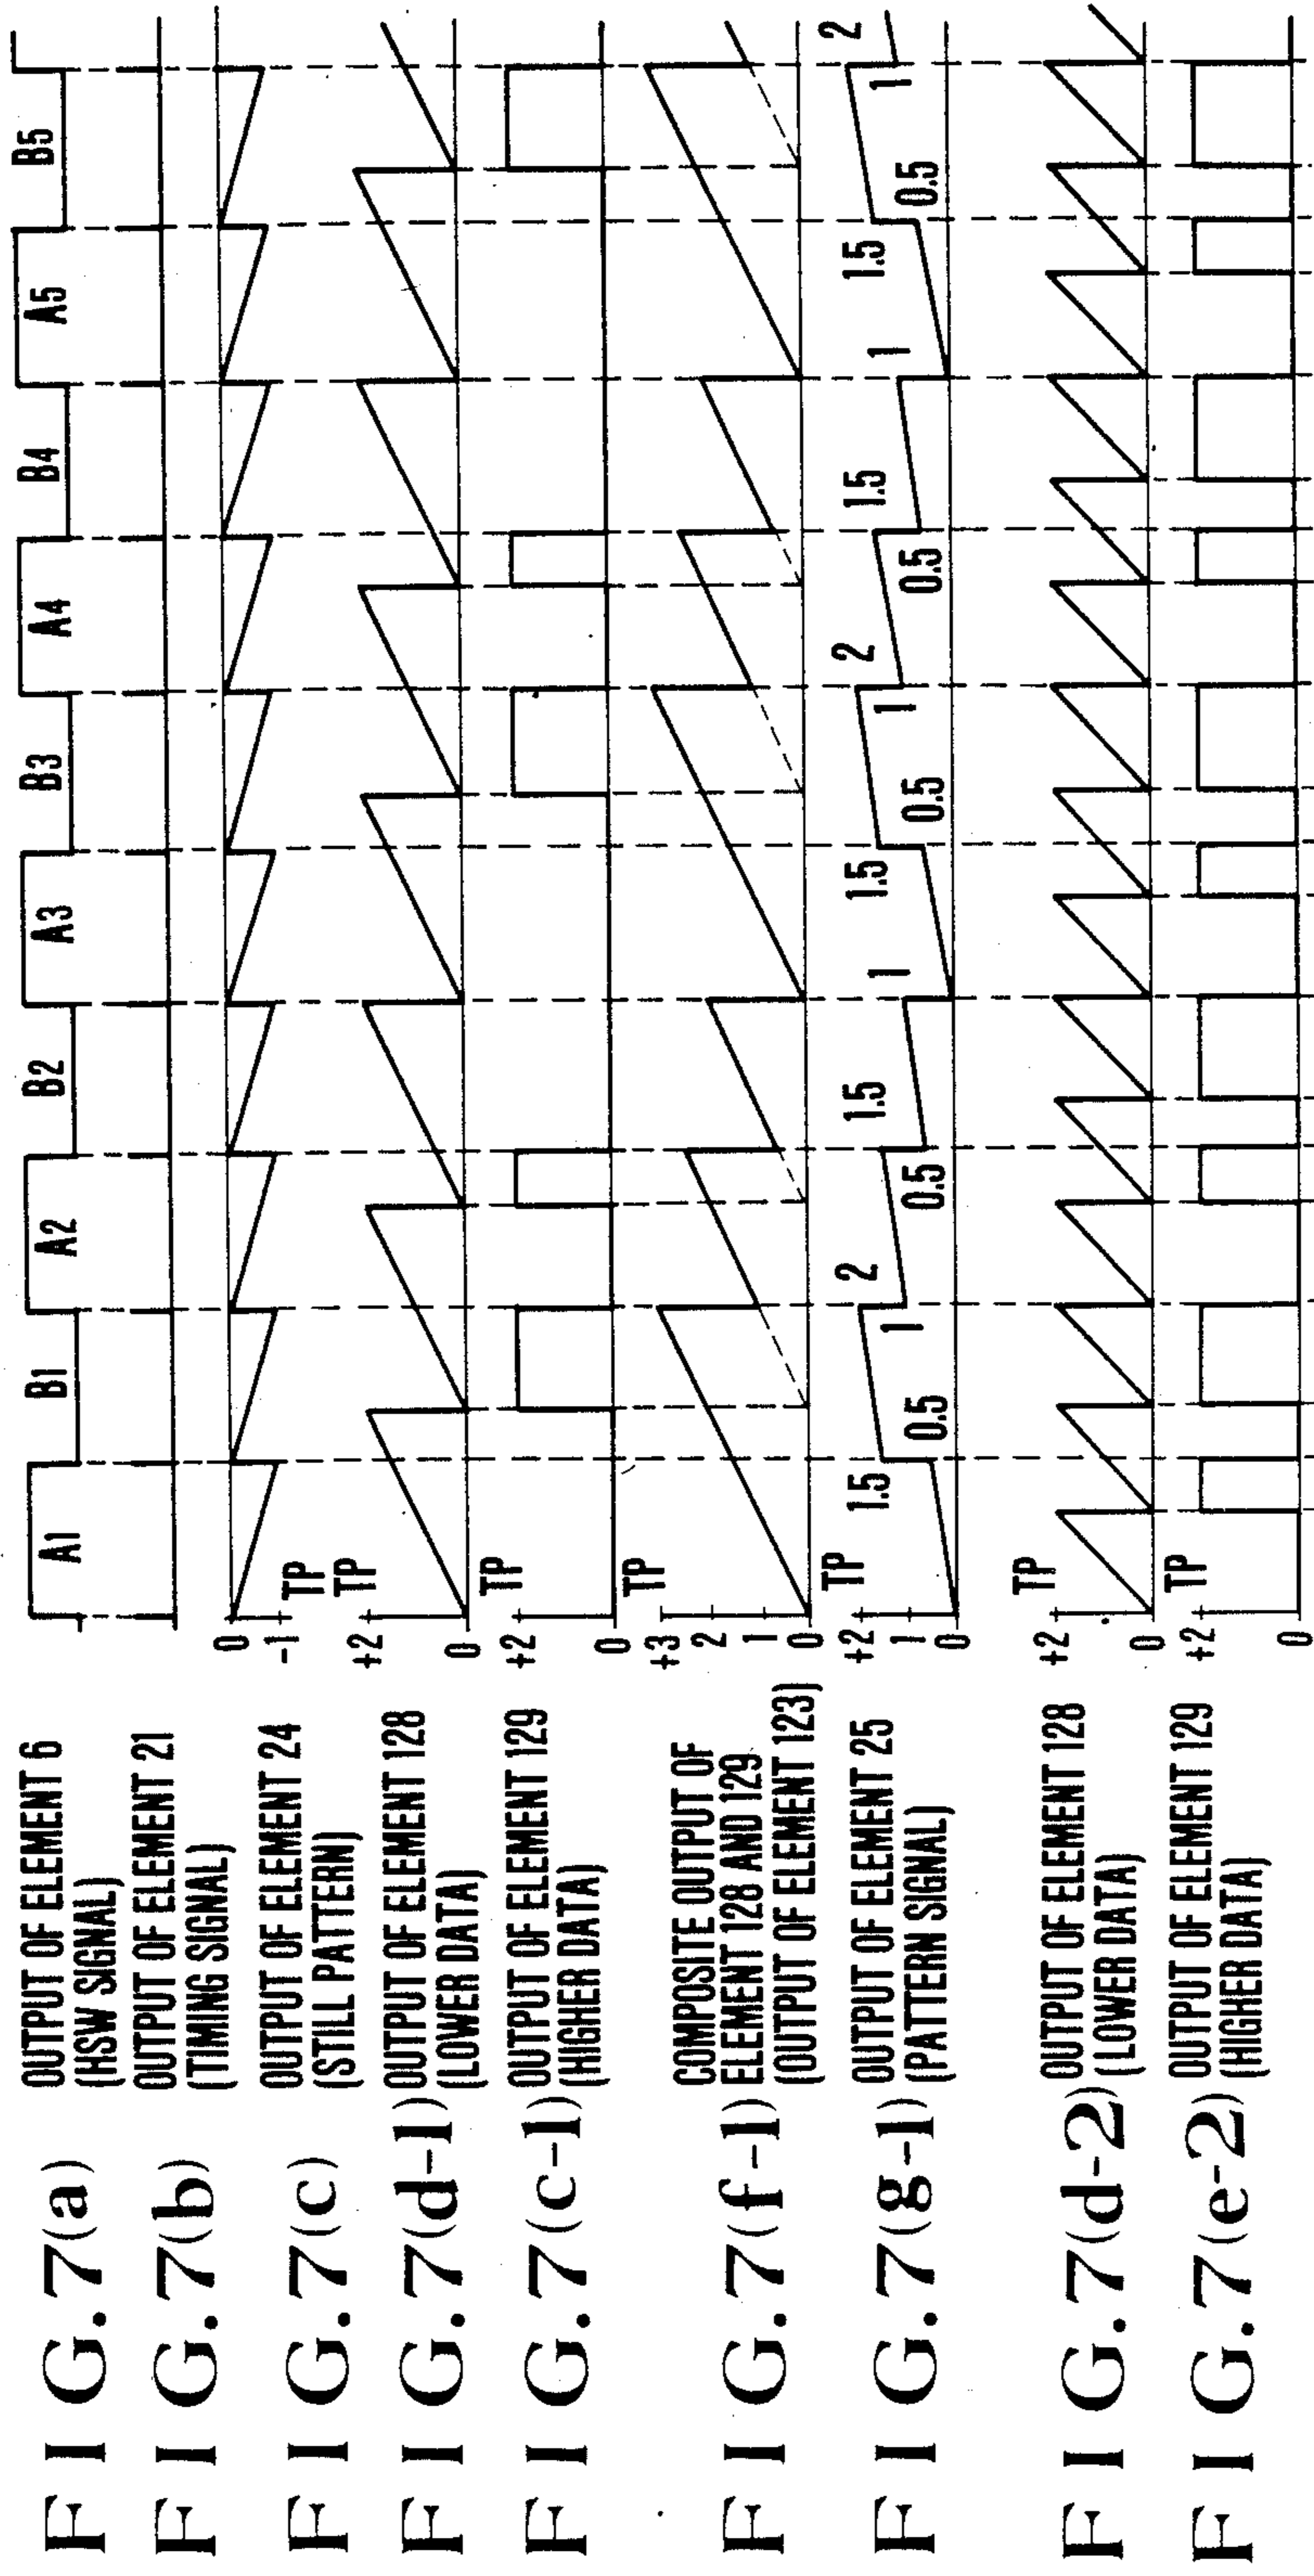 FIG.7(a) OUTPUT OF ELEMENT 6
(HSW SIGNAL)
A1 B1 A2 B2 A3 B3 A4 B4 A5 B5
FIG.7(b) OUTPUT OF ELEMENT 21
(TIMING SIGNAL)
FIG.7(c) OUTPUT OF ELEMENT 24
(STILL PATTERN)
0
-1 TP
FIG.7(d-1) OUTPUT OF ELEMENT 128
(LOWER DATA)
+2 TP
0
FIG.7(c-1) OUTPUT OF ELEMENT 129
(HIGHER DATA)
+2 TP
0
FIG.7(f-1) COMPOSITE OUTPUT OF
ELEMENT 128 AND 129
(OUTPUT OF ELEMENT 123)
+3 TP
2
1
0
FIG.7(g-1) OUTPUT OF ELEMENT 25
(PATTERN SIGNAL)
+2 TP
1
0
1.5 0.5 1 2 0.5 1.5 1 1.5 0.5 1 2 0.5 1.5 1 1.5 0.5 1 2
FIG.7(d-2) OUTPUT OF ELEMENT 128
(LOWER DATA)
+2 TP
0
FIG.7(e-2) OUTPUT OF ELEMENT 129
(HIGHER DATA)
+2 TP
0